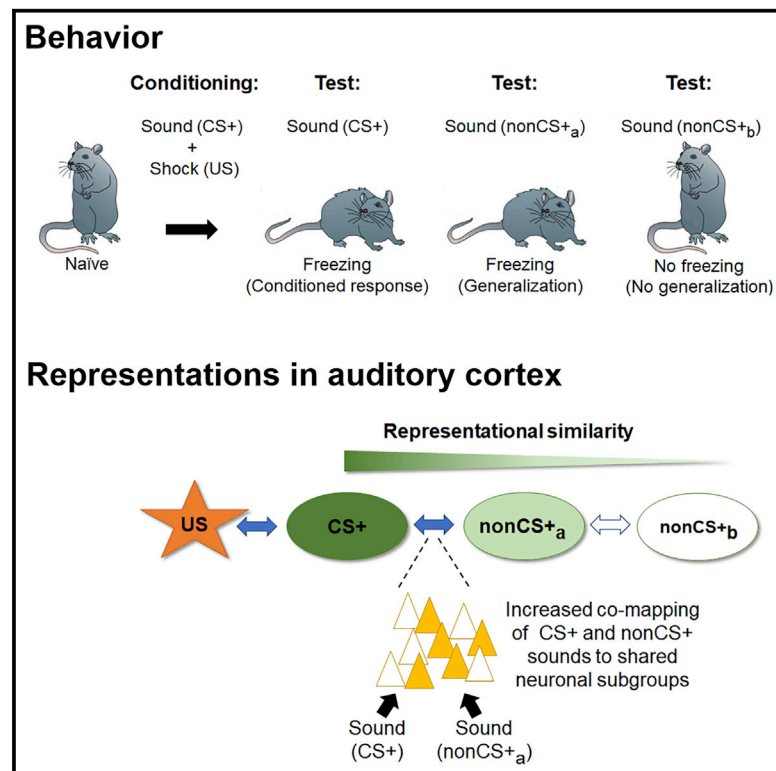 Behavior
Conditioning:
Sound (CS+)
+
Shock (US)
Naïve
Test:
Sound (CS+)
Freezing
(Conditioned response)
Test:
Sound (nonCS+a)
Freezing
(Generalization)
Test:
Sound (nonCS+b)
No freezing
(No generalization)
Representations in auditory cortex
Representational similarity
US
CS+
nonCS+a
nonCS+b
Increased co-mapping
of CS+ and nonCS+
sounds to shared
neuronal subgroups
Sound
(CS+)
Sound
(nonCS+a)